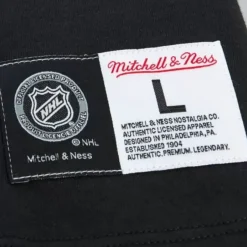 NHL
© NHL
Mitchell & Ness
Mitchell & Ness
L
MITCHELL & NESS NOSTALGIA CO.
AUTHENTIC LICENSED APPAREL
DESIGNED IN PHILADELPHIA, PA
ESTABLISHED 1904
AUTHENTIC.PREMIUM.LEGENDARY.